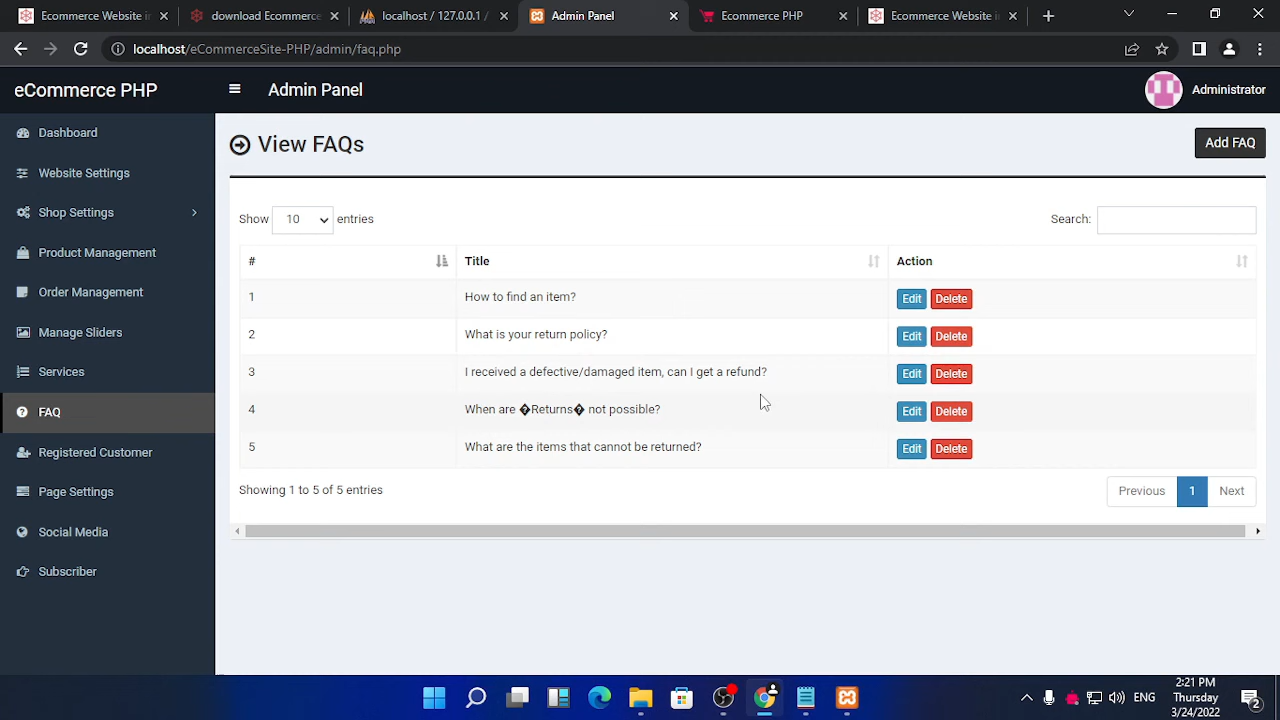 Ecommerce Website in
download Ecommerce
localhost / 127.0.0.1 /
Admin Panel
Ecommerce PHP
Ecommerce Website in
localhost/eCommerceSite-PHP/admin/faq.php
eCommerce PHP
Admin Panel
Administrator
Dashboard
Website Settings
Shop Settings
Product Management
Order Management
Manage Sliders
Services
FAQ
Registered Customer
Page Settings
Social Media
Subscriber
View FAQs
Add FAQ
Show 10 entries
Search:
# Title Action
1 How to find an item? Edit Delete
2 What is your return policy? Edit Delete
3 I received a defective/damaged item, can I get a refund? Edit Delete
4 When are �Returns� not possible? Edit Delete
5 What are the items that cannot be returned? Edit Delete
Showing 1 to 5 of 5 entries
Previous 1 Next
ENG
2:21 PM
Thursday
3/24/2022
2